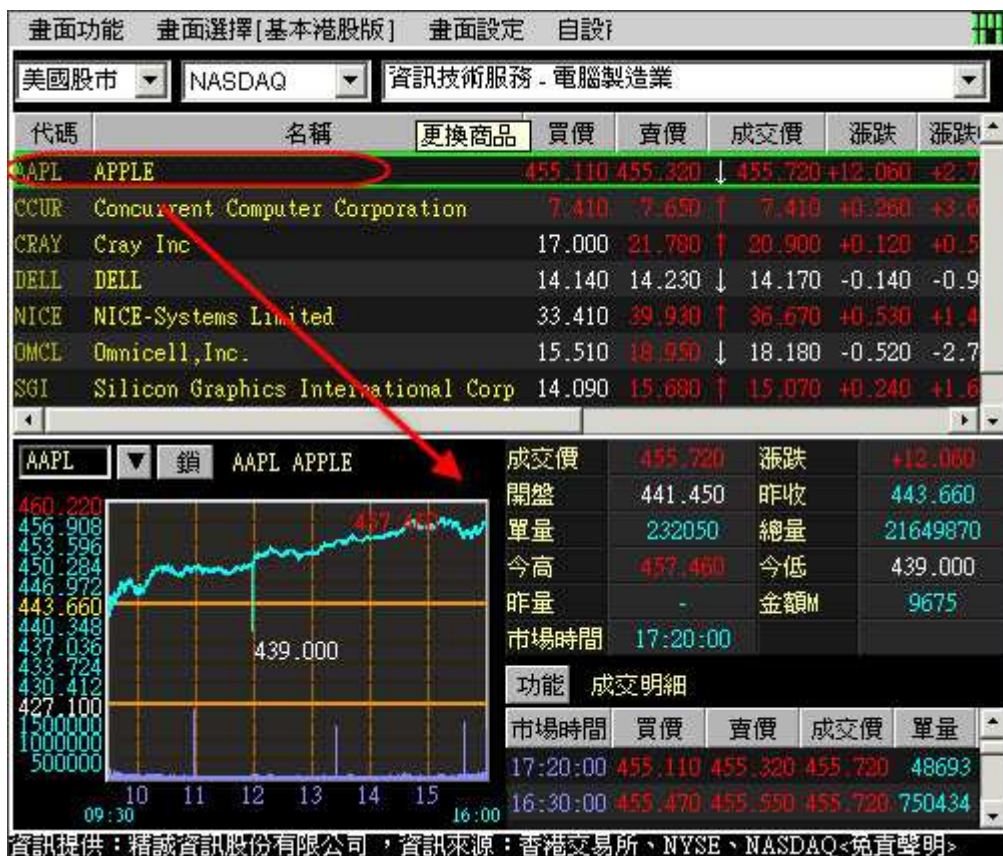 畫面功能 畫面選擇[基本港股版] 畫面設定 自設
美國股市 NASDAQ 資訊技術服務 - 電腦製造業
代碼 名稱 更換商品 買價 賣價 成交價 漲跌 漲跌
AAPL APPLE 455.110 455.320 ↓ 455.720 +12.060 +2.7
CCUR Concurrent Computer Corporation 7.410 7.650 ↑ 7.410 +0.260 +3.6
CRAY Cray Inc 17.000 21.780 ↑ 20.900 +0.120 +0.5
DELL DELL 14.140 14.230 ↓ 14.170 -0.140 -0.9
NICE NICE-Systems Limited 33.410 39.930 ↑ 36.670 +0.530 +1.4
OMCL Omnicell,Inc. 15.510 18.950 ↓ 18.180 -0.520 -2.7
SGI Silicon Graphics International Corp 14.090 15.680 ↑ 15.070 +0.240 +1.6
AAPL 鎖 AAPL APPLE
460.220
456.908
453.596
450.284
446.972
443.660
440.348
437.036
433.724
430.412
427.100
1500000
1000000
500000
457.460
439.000
10 11 12 13 14 15
09:30 16:00
成交價 455.720 漲跌 +12.060
開盤 441.450 昨收 443.660
單量 232050 總量 21649870
今高 457.460 今低 439.000
昨量 - 金額M 9675
市場時間 17:20:00
功能 成交明細
市場時間 買價 賣價 成交價 單量
17:20:00 455.110 455.320 455.720 48693
16:30:00 455.470 455.550 455.720 750434
資訊提供：精誠資訊股份有限公司 ，資訊來源：香港交易所、NYSE、NASDAQ<免責聲明>